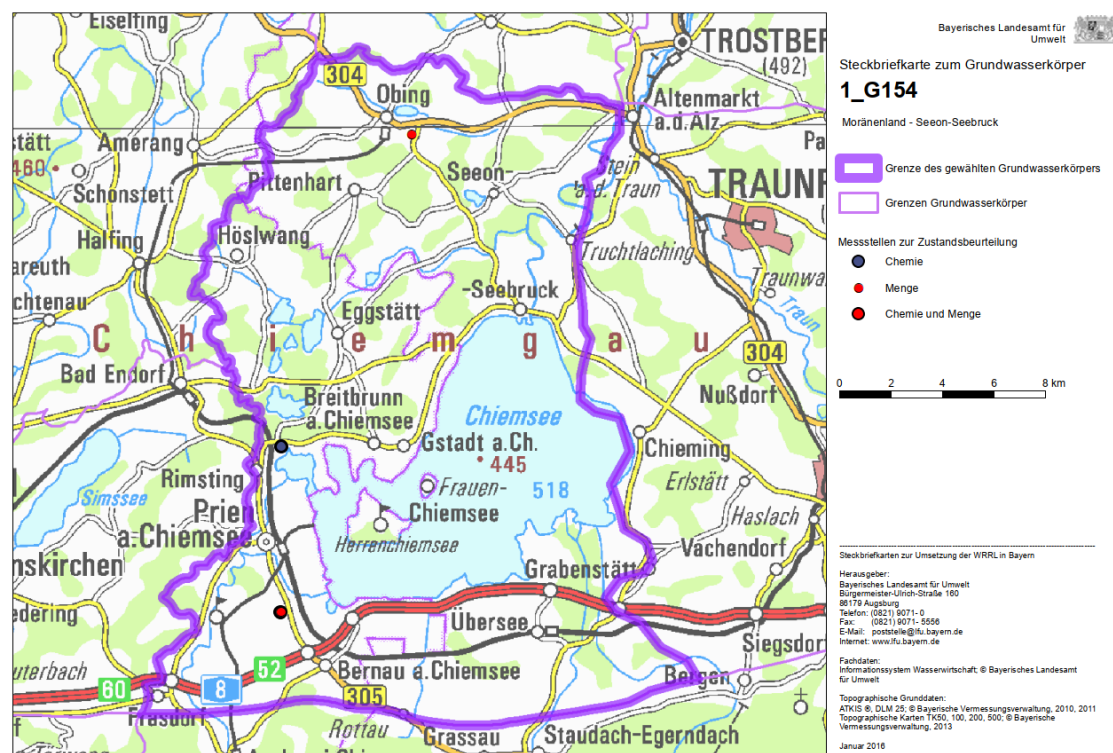 Eiselfing
TROSTBER
(492)
304
Obing
Altenmarkt
a.d. Alz.
stätt
Amerang
460
Schonstett
Pittenhart
Seeon-
Stein
a.d. Traun
Pa
TRAUNR
Halfing
Höslwang
Truchtlaching
areuth
Traunwa
chtenau
-Seebruck
Traun
Eggstätt
C h i e m g a u
304
Bad Endorf
Nußdorf
Breitbrunn
a.Chiemsee
Chiemsee
Gstadt a.Ch.
445
Chieming
Rimsting
Erlstätt
Simssee
Frauen-
518
Prien
a.Chiemsee
Chiemsee
Haslach
Herrenchiemsee
Vachendorf
nskirchen
Grabenstätt
edering
Übersee
Siegsdorf
auterbach
52
Bernau a.Chiemsee
60
8
Bergen
305
Frasdorf
Rottau
Grassau
Staudach-Egerndach
Bayerisches Landesamt für
Umwelt
Steckbriefkarte zum Grundwasserkörper
1_G154
Moränenland - Seeon-Seebruck
Grenze des gewählten Grundwasserkörpers
Grenzen Grundwasserkörper
Messstellen zur Zustandsbeurteilung
Chemie
Menge
Chemie und Menge
0 2 4 6 8 km
Steckbriefkarten zur Umsetzung der WRRL in Bayern
Herausgeber:
Bayerisches Landesamt für Umwelt
Bürgermeister-Ulrich-Straße 160
86179 Augsburg
Telefon: (0821) 9071- 0
Fax: (0821) 9071- 5556
E-Mail: poststelle@lfu.bayern.de
Internet: www.lfu.bayern.de
Fachdaten:
Informationssystem Wasserwirtschaft; © Bayerisches Landesamt
für Umwelt
Topographische Grundlagen:
ATKIS ®, DLM 25; © Bayerische Vermessungsverwaltung, 2010, 2011
Topographische Karten TK50, 100, 200, 500; © Bayerische
Vermessungsverwaltung, 2013
Januar 2016